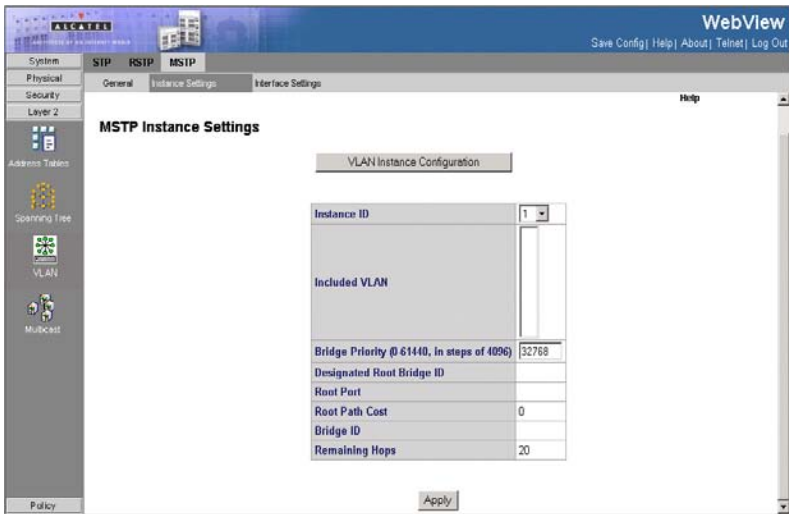 ALCATEL
WebView
Save Config| Help| About| Telnet| Log Out
System
Physical
Security
Layer 2
Address Tables
Spanning Tree
VLAN
Multicast
Policy
STP RSTP MSTP
General Instance Settings Interface Settings
Help
MSTP Instance Settings
VLAN Instance Configuration
Instance ID 1
Included VLAN
Bridge Priority (0-61440, in steps of 4096) 32768
Designated Root Bridge ID
Root Port
Root Path Cost 0
Bridge ID
Remaining Hops 20
Apply